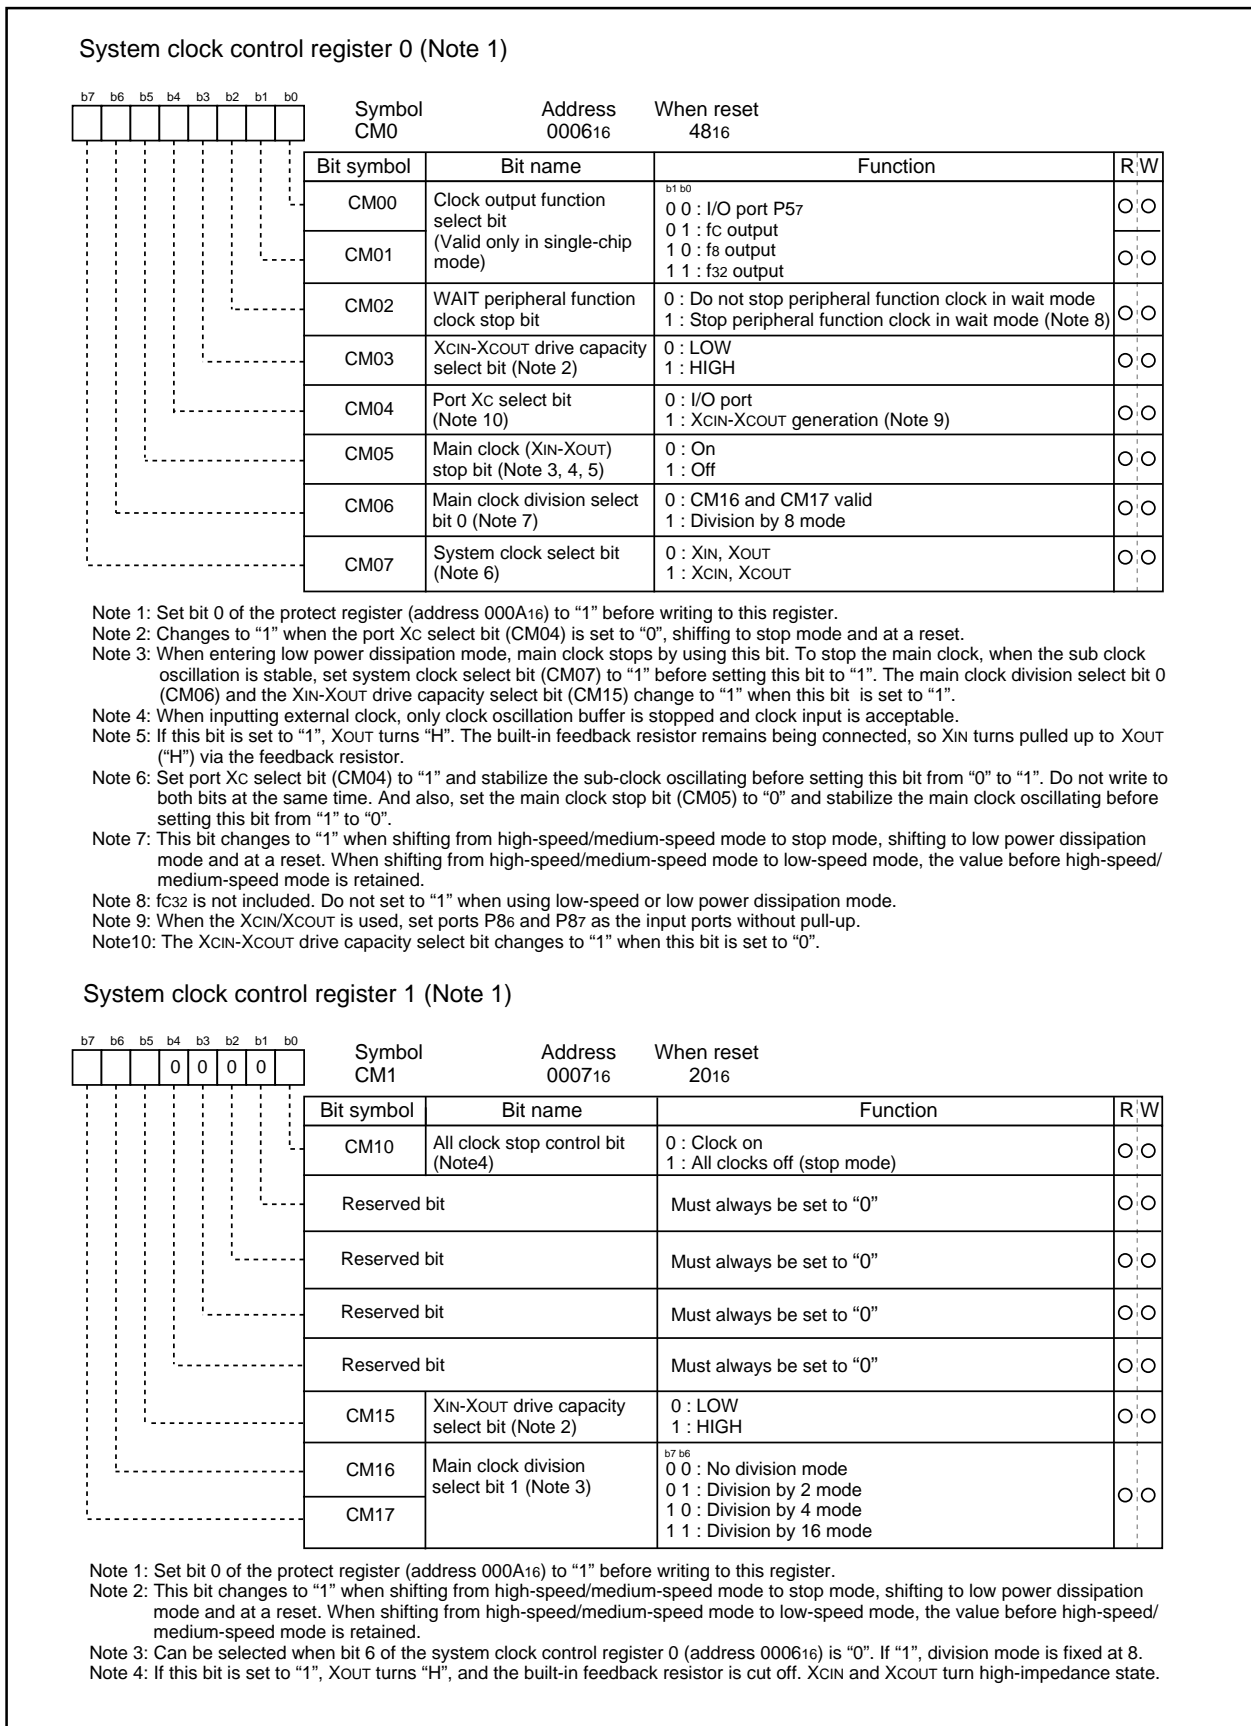 System clock control register 0 (Note 1)
b7 b6 b5 b4 b3 b2 b1 b0
Symbol Address When reset
CM0 000616 4816
Bit symbol Bit name Function R W
CM00
CM01
Clock output function
select bit
(Valid only in single-chip
mode)
b1 b0
0 0 : I/O port P57
0 1 : fC output
1 0 : f8 output
1 1 : f32 output
CM02
WAIT peripheral function
clock stop bit
0 : Do not stop peripheral function clock in wait mode
1 : Stop peripheral function clock in wait mode (Note 8)
CM03
XCIN-XCOUT drive capacity
select bit (Note 2)
0 : LOW
1 : HIGH
CM04
Port XC select bit
(Note 10)
0 : I/O port
1 : XCIN-XCOUT generation (Note 9)
CM05
Main clock (XIN-XOUT)
stop bit (Note 3, 4, 5)
0 : On
1 : Off
CM06
Main clock division select
bit 0 (Note 7)
0 : CM16 and CM17 valid
1 : Division by 8 mode
CM07
System clock select bit
(Note 6)
0 : XIN, XOUT
1 : XCIN, XCOUT
Note 1: Set bit 0 of the protect register (address 000A16) to “1” before writing to this register.
Note 2: Changes to “1” when the port XC select bit (CM04) is set to “0”, shiffing to stop mode and at a reset.
Note 3: When entering low power dissipation mode, main clock stops by using this bit. To stop the main clock, when the sub clock
oscillation is stable, set system clock select bit (CM07) to “1” before setting this bit to “1”. The main clock division select bit 0
(CM06) and the XIN-XOUT drive capacity select bit (CM15) change to “1” when this bit is set to “1”.
Note 4: When inputting external clock, only clock oscillation buffer is stopped and clock input is acceptable.
Note 5: If this bit is set to “1”, XOUT turns “H”. The built-in feedback resistor remains being connected, so XIN turns pulled up to XOUT
(“H”) via the feedback resistor.
Note 6: Set port XC select bit (CM04) to “1” and stabilize the sub-clock oscillating before setting this bit from “0” to “1”. Do not write to
both bits at the same time. And also, set the main clock stop bit (CM05) to “0” and stabilize the main clock oscillating before
setting this bit from “1” to “0”.
Note 7: This bit changes to “1” when shifting from high-speed/medium-speed mode to stop mode, shifting to low power dissipation
mode and at a reset. When shifting from high-speed/medium-speed mode to low-speed mode, the value before high-speed/
medium-speed mode is retained.
Note 8: fC32 is not included. Do not set to “1” when using low-speed or low power dissipation mode.
Note 9: When the XCIN/XCOUT is used, set ports P86 and P87 as the input ports without pull-up.
Note10: The XCIN-XCOUT drive capacity select bit changes to “1” when this bit is set to “0”.
System clock control register 1 (Note 1)
b7 b6 b5 b4 b3 b2 b1 b0
0 0 0 0
Symbol Address When reset
CM1 000716 2016
Bit symbol Bit name Function R W
CM10
All clock stop control bit
(Note4)
0 : Clock on
1 : All clocks off (stop mode)
Reserved bit Must always be set to “0”
Reserved bit Must always be set to “0”
Reserved bit Must always be set to “0”
Reserved bit Must always be set to “0”
CM15
XIN-XOUT drive capacity
select bit (Note 2)
0 : LOW
1 : HIGH
CM16
CM17
Main clock division
select bit 1 (Note 3)
b7 b6
0 0 : No division mode
0 1 : Division by 2 mode
1 0 : Division by 4 mode
1 1 : Division by 16 mode
Note 1: Set bit 0 of the protect register (address 000A16) to “1” before writing to this register.
Note 2: This bit changes to “1” when shifting from high-speed/medium-speed mode to stop mode, shifting to low power dissipation
mode and at a reset. When shifting from high-speed/medium-speed mode to low-speed mode, the value before high-speed/
medium-speed mode is retained.
Note 3: Can be selected when bit 6 of the system clock control register 0 (address 000616) is “0”. If “1”, division mode is fixed at 8.
Note 4: If this bit is set to “1”, XOUT turns “H”, and the built-in feedback resistor is cut off. XCIN and XCOUT turn high-impedance state.